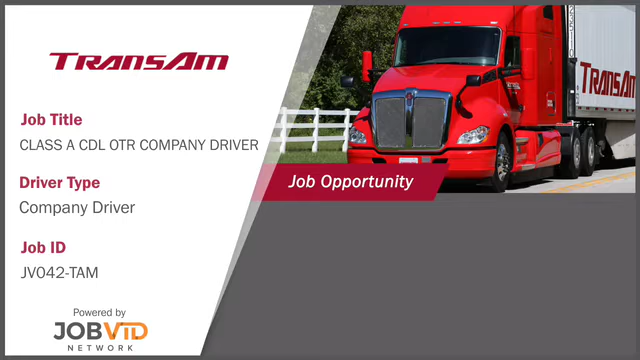 TRANSAM
Job Title
CLASS A CDL OTR COMPANY DRIVER
Driver Type
Company Driver
Job ID
JV042-TAM
Powered by
JOBVTD
NETWORK
Job Opportunity
TRANSAM